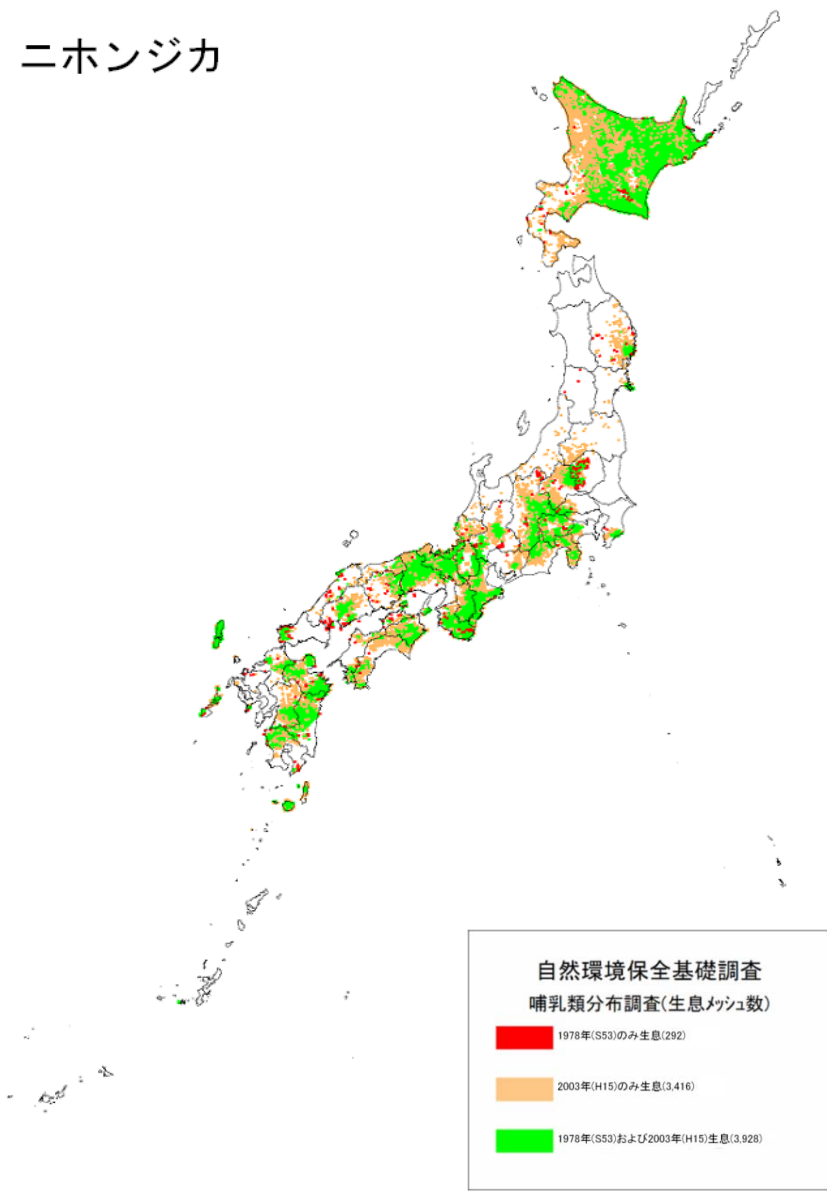 ニホンジカ
自然環境保全基礎調査
哺乳類分布調査(生息メッシュ数)
1978年(S53)のみ生息(292)
2003年(H15)のみ生息(3,416)
1978年(S53)および2003年(H15)生息(3,928)